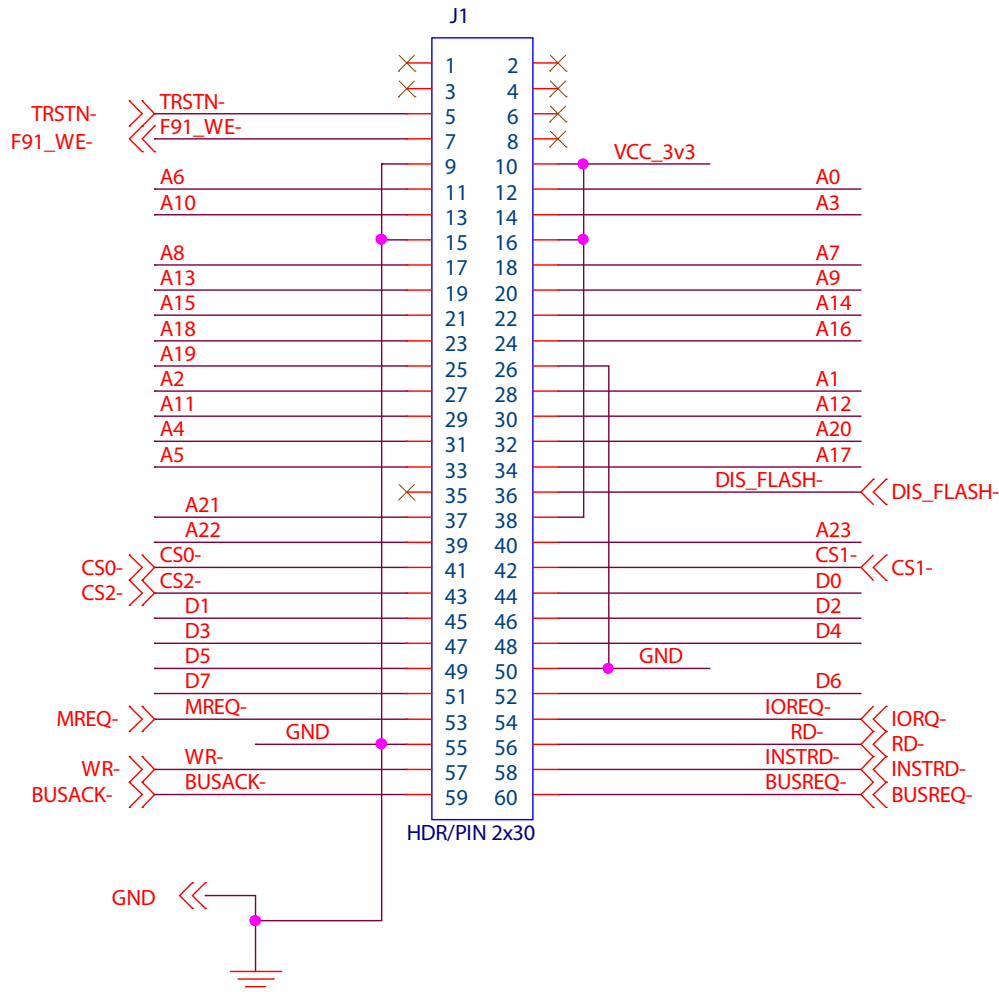 J1
1 2
3 4
TRSTN- TRSTN- 5 6
F91_WE- F91_WE- 7 8
9 10 VCC_3v3
A6 11 12 A0
A10 13 14 A3
15 16
A8 17 18 A7
A13 19 20 A9
A15 21 22 A14
A18 23 24 A16
A19 25 26
A2 27 28 A1
A11 29 30 A12
A4 31 32 A20
A5 33 34 A17
35 36 DIS_FLASH- DIS_FLASH-
A21 37 38
A22 39 40 A23
CS0- CS0- 41 42 CS1- CS1-
CS2- CS2- 43 44 D0
D1 45 46 D2
D3 47 48 D4
D5 49 50 GND
D7 51 52 D6
MREQ- MREQ- 53 54 IOREQ- IORQ-
GND 55 56 RD- RD-
WR- WR- 57 58 INSTRD- INSTRD-
BUSACK- BUSACK- 59 60 BUSREQ- BUSREQ-
HDR/PIN 2x30
GND